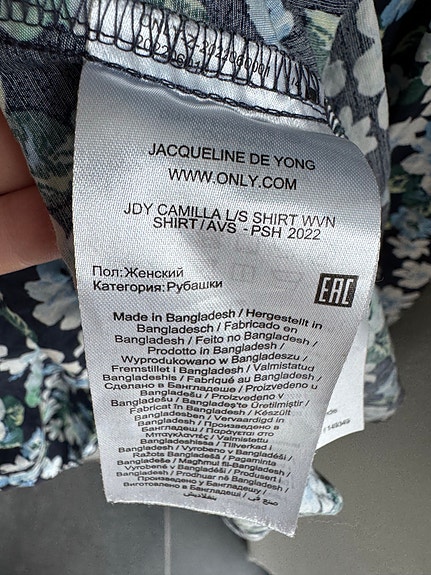 JACQUELINE DE YONG
WWW.ONLY.COM
JDY CAMILLA L/S SHIRT WVN
SHIRT/AVS - PSH 2022
Пол:Женский
Категория:Рубашки
EAC
Made in Bangladesh / Hergestellt in
Bangladesch / Fabricado en
Bangladesh / Feito no Bangladesh /
Prodotto in Bangladesh /
Wyprodukowano w Bangladeszu /
Fremstillet i Bangladesh / Valmistatud
Bangladeshis / Fabriqué au Bangladesh /
Сделано в Бангладеш / Proizvedeno u
Bangladešu / Proizvedeno v
Bangladešu / Bangladeş'te Üretilmiştir /
Fabricat în Bangladesh / Készült
Bangladesben / Vervaardigd in
Bangladesh / Произведено в
Бангладеш / Παράγεται στο
Μπαγκλαντές / Valmistettu
Bangladeshissa / Tillverkad i
Bangladesh / Vyrobeno v Bangladéši /
Ražots Bangladešā / Pagaminta
Bangladeše / Maghmul fil-Bangladesh /
Vyrobené v Bangladéši / Produsert i
Bangladesh / Prodhuar në Bangladesh /
Произведено у Бангладешу /
Виготовлено в Бангладеш / صنع في
بنغلاديش